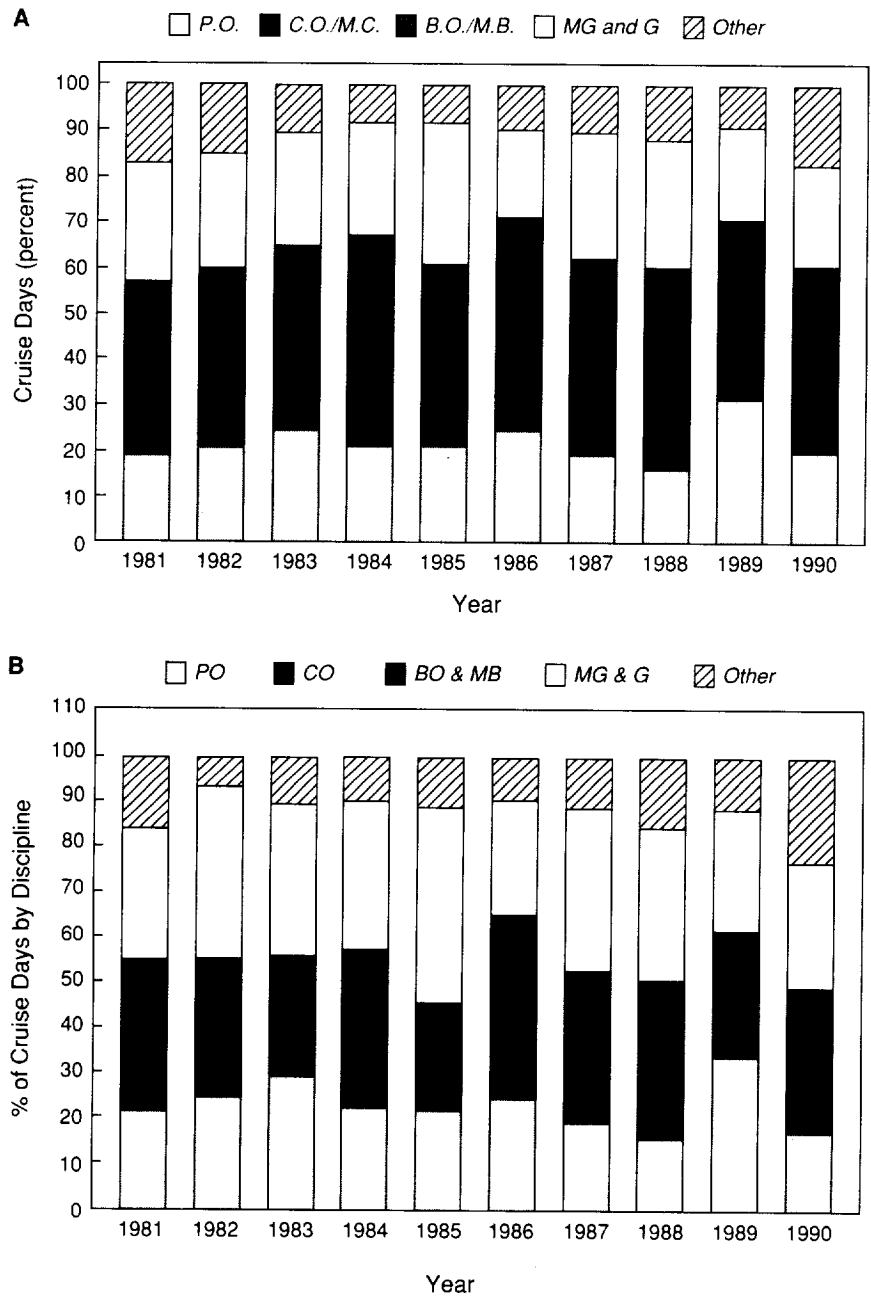 A
P.O. C.O./M.C. B.O./M.B. MG and G Other
Cruise Days (percent)
100
90
80
70
60
50
40
30
20
10
0
1981 1982 1983 1984 1985 1986 1987 1988 1989 1990
Year
B
PO CO BO & MB MG & G Other
% of Cruise Days by Discipline
110
100
90
80
70
60
50
40
30
20
10
0
1981 1982 1983 1984 1985 1986 1987 1988 1989 1990
Year